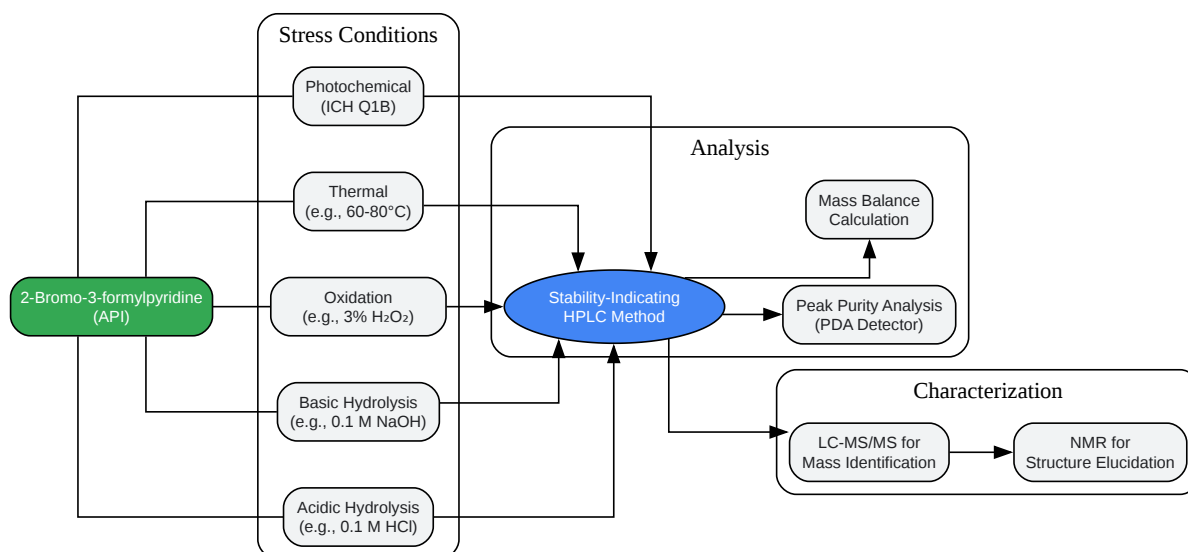 Stress Conditions
Photochemical
(ICH Q1B)
Thermal
(e.g., 60-80°C)
2-Bromo-3-formylpyridine
(API)
Oxidation
(e.g., 3% H₂O₂)
Basic Hydrolysis
(e.g., 0.1 M NaOH)
Acidic Hydrolysis
(e.g., 0.1 M HCl)
Analysis
Stability-Indicating
HPLC Method
Mass Balance
Calculation
Peak Purity Analysis
(PDA Detector)
Characterization
LC-MS/MS for
Mass Identification
NMR for
Structure Elucidation